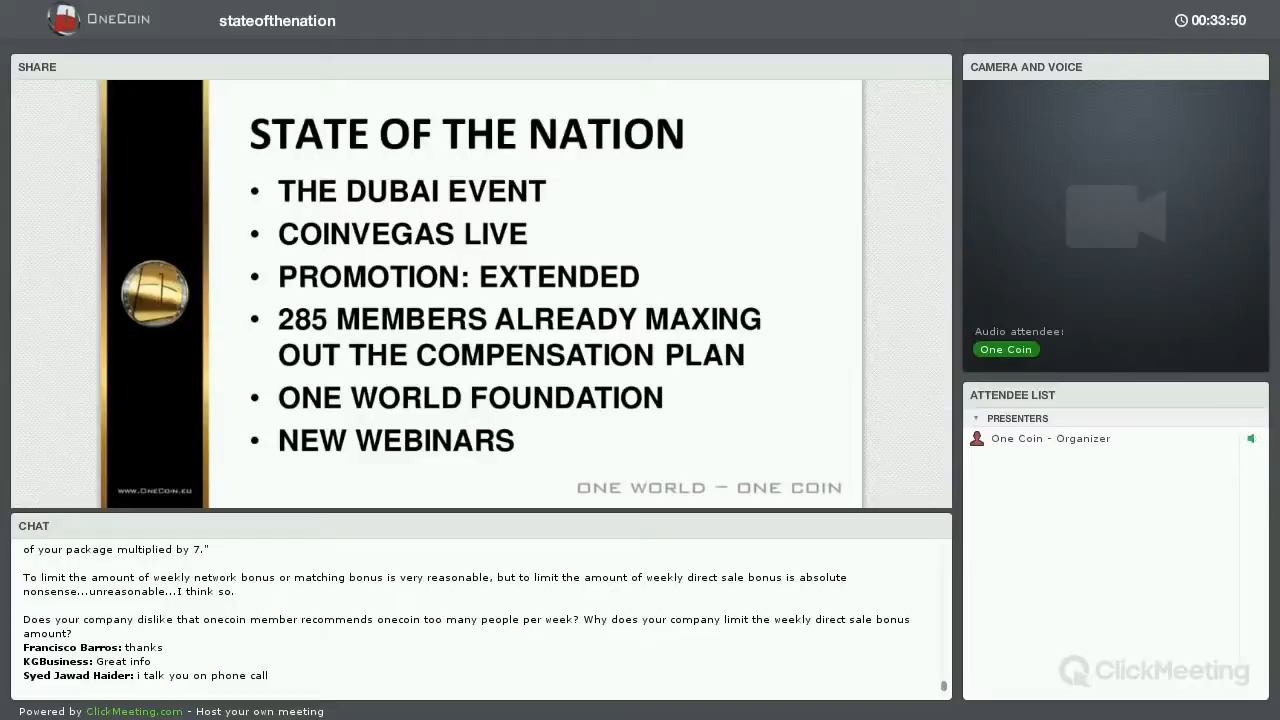 ONECOIN
stateofthenation
00:33:50
SHARE
STATE OF THE NATION
• THE DUBAI EVENT
• COINVEGAS LIVE
• PROMOTION: EXTENDED
• 285 MEMBERS ALREADY MAXING
OUT THE COMPENSATION PLAN
• ONE WORLD FOUNDATION
• NEW WEBINARS
www.OneCoin.eu
ONE WORLD – ONE COIN
CAMERA AND VOICE
Audio attendee:
One Coin
ATTENDEE LIST
PRESENTERS
One Coin - Organizer
ClickMeeting
CHAT
of your package multiplied by 7."
To limit the amount of weekly network bonus or matching bonus is very reasonable, but to limit the amount of weekly direct sale bonus is absolute
nonsense...unreasonable...I think so.
Does your company dislike that onecoin member recommends onecoin too many people per week? Why does your company limit the weekly direct sale bonus
amount?
Francisco Barros: thanks
KGBusiness: Great info
Syed Jawad Haider: i talk you on phone call
Powered by ClickMeeting.com - Host your own meeting